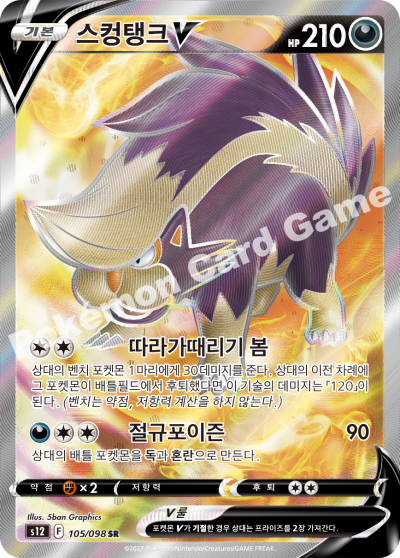 기본 스컹탱크 V HP 210
따라가때리기 봄
상대의 벤치 포켓몬 1마리에게 30데미지를 준다. 상대의 이전 차례에
그 포켓몬이 배틀필드에서 후퇴했다면 이 기술의 데미지는 「120」이
된다. (벤치는 약점, 저항력 계산을 하지 않는다.)
절규포이즌 90
상대의 배틀 포켓몬을 독과 혼란으로 만든다.
약점 ×2 저항력 후퇴
V룰
포켓몬 V가 기절한 경우 상대는 프라이즈를 2장 가져간다.
Illus. 5ban Graphics
s12 F 105/098 SR
©2022 Pokémon/Nintendo/Creatures/GAME FREAK.
Pokémon Card Game